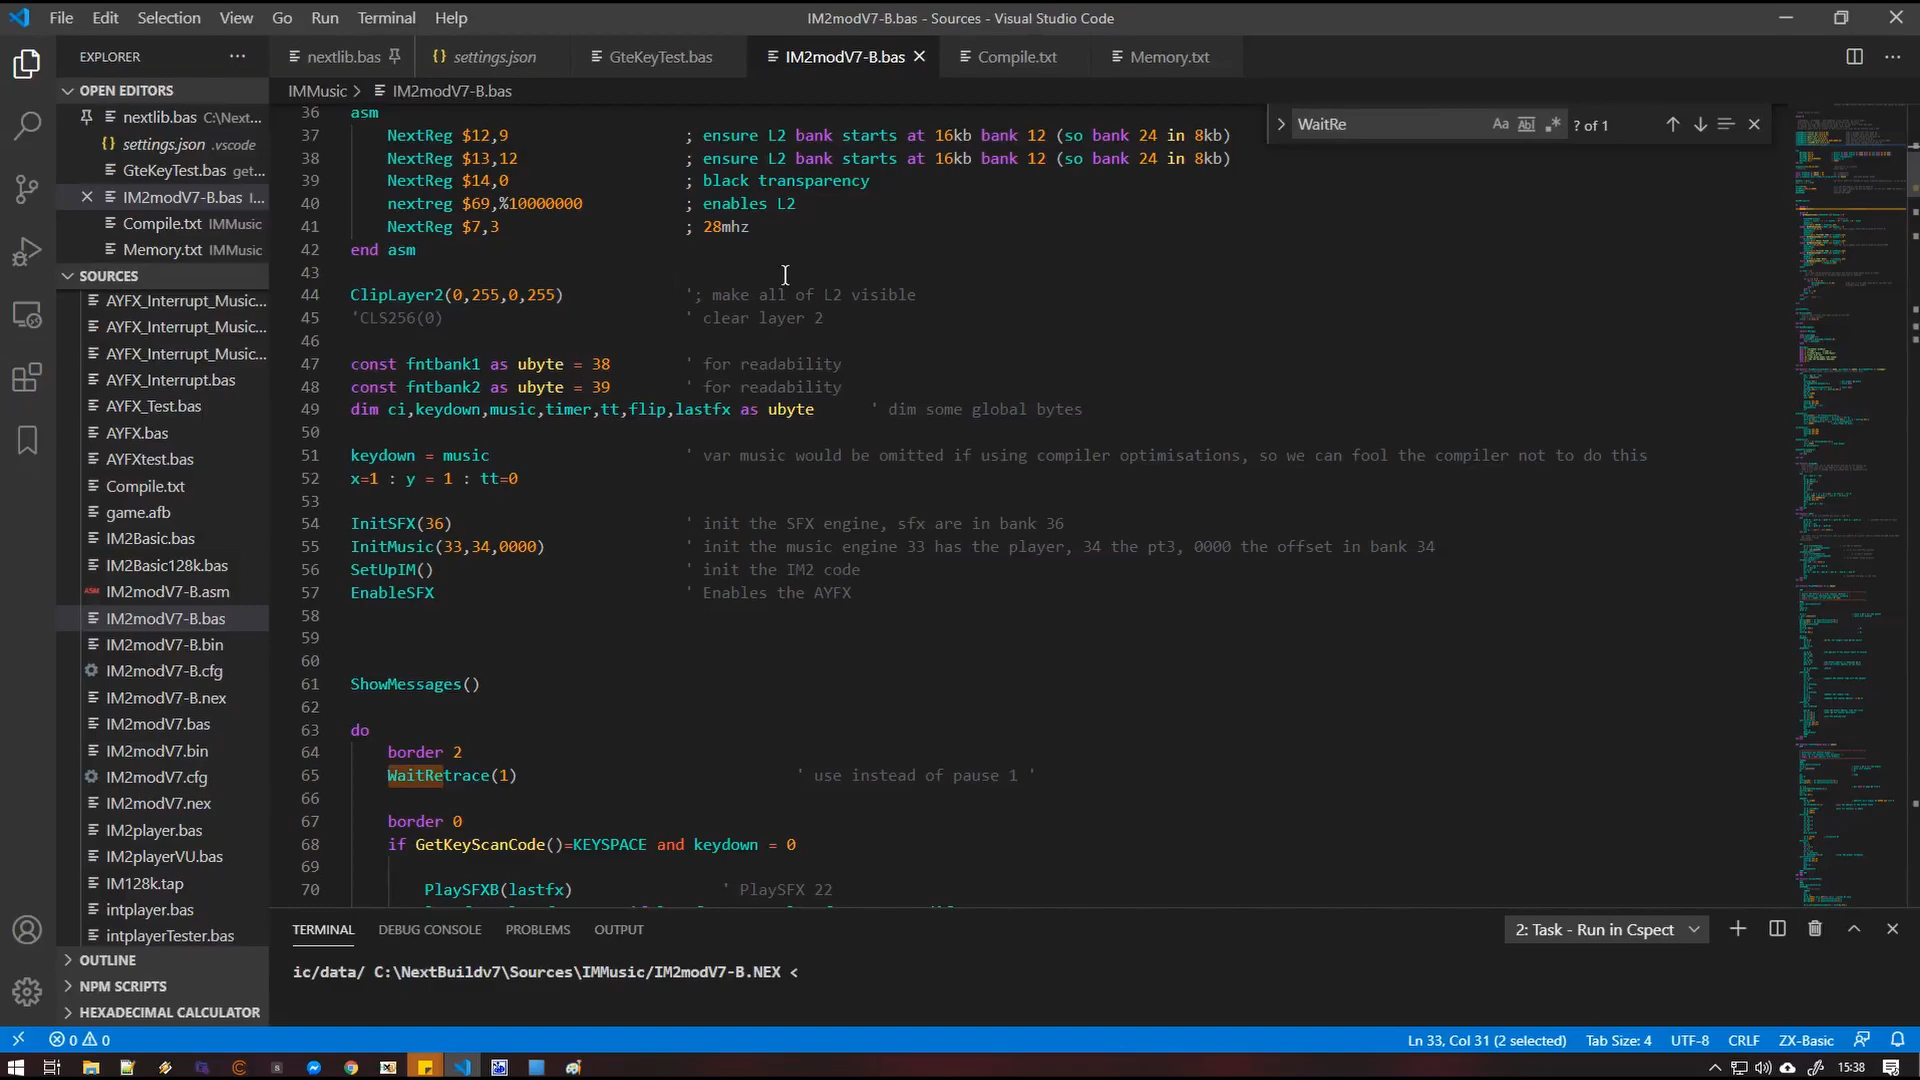 File Edit Selection View Go Run Terminal Help
IM2modV7-B.bas - Sources - Visual Studio Code
EXPLORER
nextlib.bas
settings.json
GteKeyTest.bas
IM2modV7-B.bas
Compile.txt
Memory.txt
OPEN EDITORS
nextlib.bas C:\Next...
settings.json .vscode
GteKeyTest.bas get...
IM2modV7-B.bas I...
Compile.txt IMMusic
Memory.txt IMMusic
SOURCES
AYFX_Interrupt_Music...
AYFX_Interrupt_Music...
AYFX_Interrupt_Music...
AYFX_Interrupt.bas
AYFX_Test.bas
AYFX.bas
AYFXtest.bas
Compile.txt
game.afb
IM2Basic.bas
IM2Basic128k.bas
ASM IM2modV7-B.asm
IM2modV7-B.bas
IM2modV7-B.bin
IM2modV7-B.cfg
IM2modV7-B.nex
IM2modV7.bas
IM2modV7.bin
IM2modV7.cfg
IM2modV7.nex
IM2player.bas
IM2playerVU.bas
IM128k.tap
intplayer.bas
intplayerTester.bas
OUTLINE
NPM SCRIPTS
HEXADECIMAL CALCULATOR
IMMusic > IM2modV7-B.bas
WaitRe Aa Abl .* ? of 1
36 asm
37 NextReg $12,9 ; ensure L2 bank starts at 16kb bank 12 (so bank 24 in 8kb)
38 NextReg $13,12 ; ensure L2 bank starts at 16kb bank 12 (so bank 24 in 8kb)
39 NextReg $14,0 ; black transparency
40 nextreg $69,%10000000 ; enables L2
41 NextReg $7,3 ; 28mhz
42 end asm
43
44 ClipLayer2(0,255,0,255) '; make all of L2 visible
45 'CLS256(0) ' clear layer 2
46
47 const fntbank1 as ubyte = 38 ' for readability
48 const fntbank2 as ubyte = 39 ' for readability
49 dim ci,keydown,music,timer,tt,flip,lastfx as ubyte ' dim some global bytes
50
51 keydown = music ' var music would be omitted if using compiler optimisations, so we can fool the compiler not to do this
52 x=1 : y = 1 : tt=0
53
54 InitSFX(36) ' init the SFX engine, sfx are in bank 36
55 InitMusic(33,34,0000) ' init the music engine 33 has the player, 34 the pt3, 0000 the offset in bank 34
56 SetUpIM() ' init the IM2 code
57 EnableSFX ' Enables the AYFX
58
59
60
61 ShowMessages()
62
63 do
64 border 2
65 WaitRetrace(1) ' use instead of pause 1 '
66
67 border 0
68 if GetKeyScanCode()=KEYSPACE and keydown = 0
69
70 PlaySFXB(lastfx) ' PlaySFX 22
TERMINAL DEBUG CONSOLE PROBLEMS OUTPUT
2: Task - Run in Cspect
ic/data/ C:\NextBuildv7\Sources\IMMusic/IM2modV7-B.NEX <
0 0
Ln 33, Col 31 (2 selected) Tab Size: 4 UTF-8 CRLF ZX-Basic
15:38